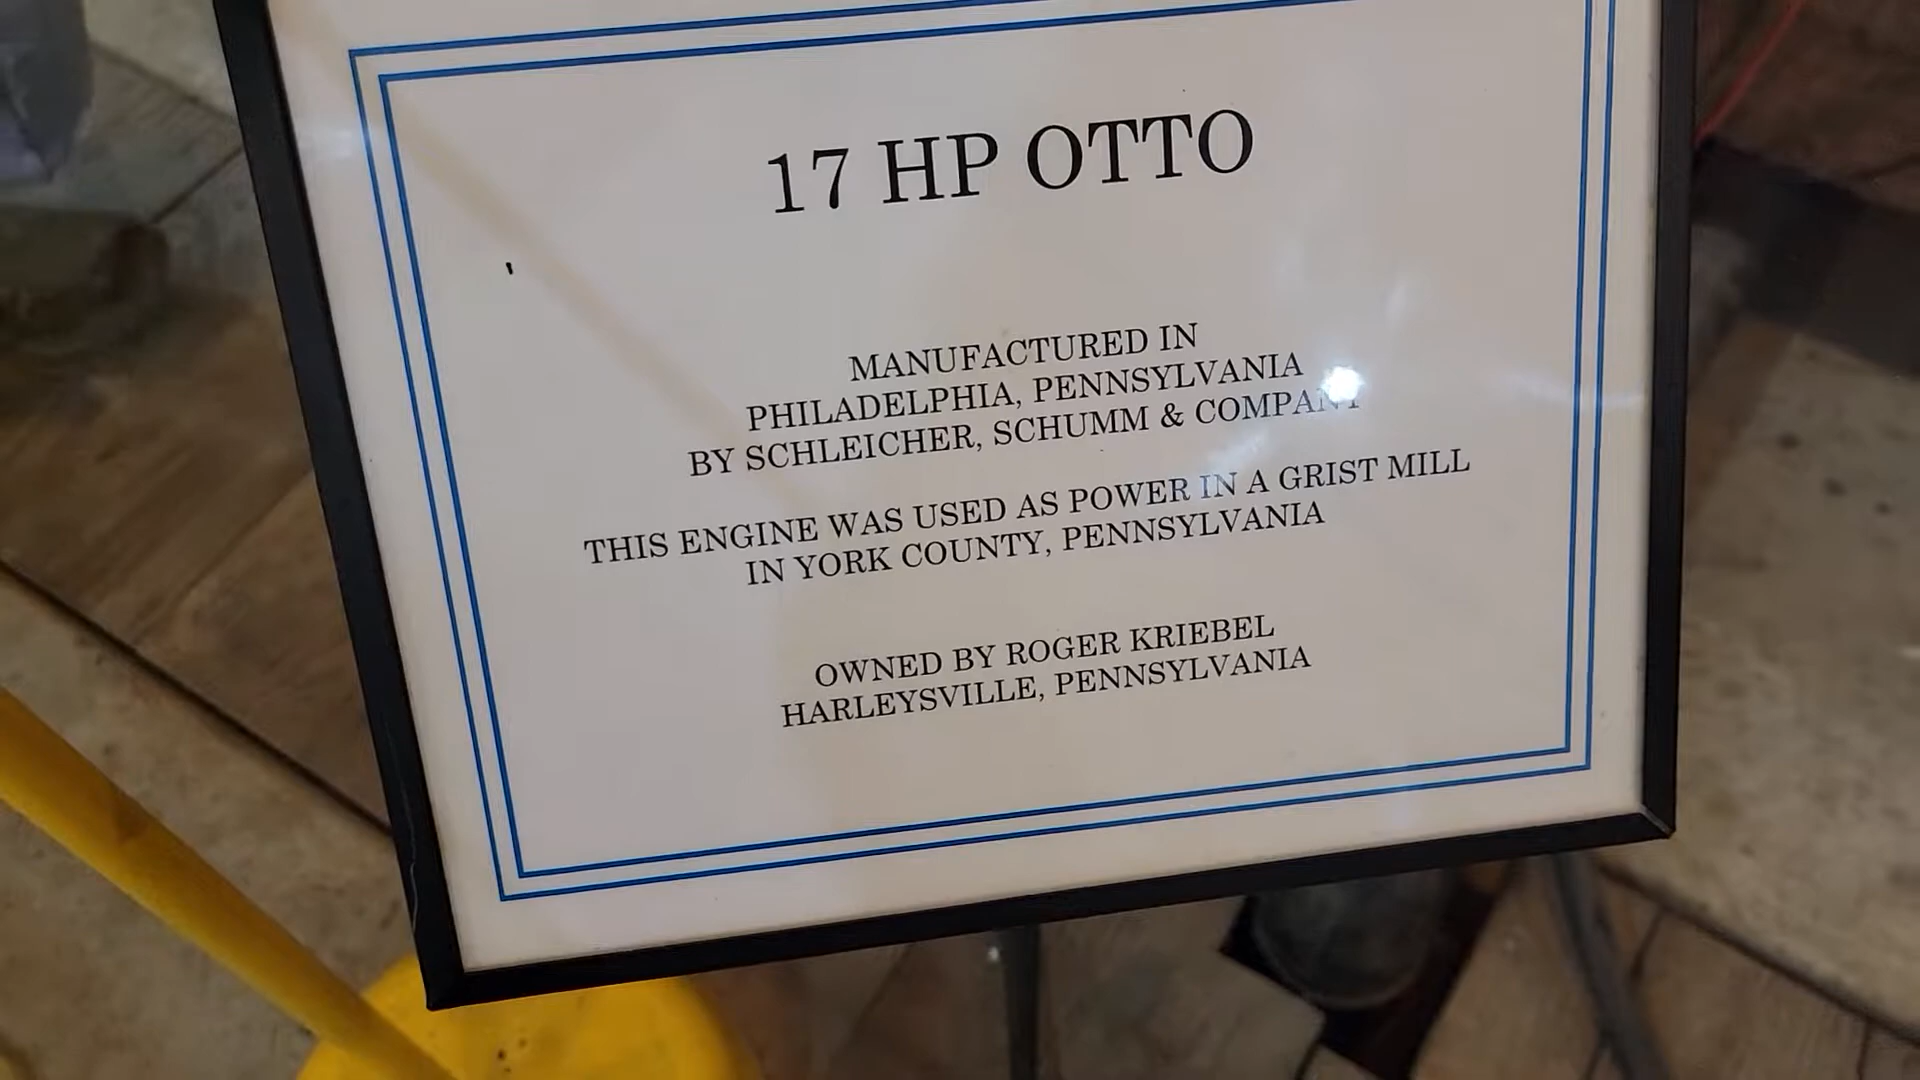 17 HP OTTO
MANUFACTURED IN
PHILADELPHIA, PENNSYLVANIA
BY SCHLEICHER, SCHUMM & COMPANY
THIS ENGINE WAS USED AS POWER IN A GRIST MILL
IN YORK COUNTY, PENNSYLVANIA
OWNED BY ROGER KRIEBEL
HARLEYSVILLE, PENNSYLVANIA